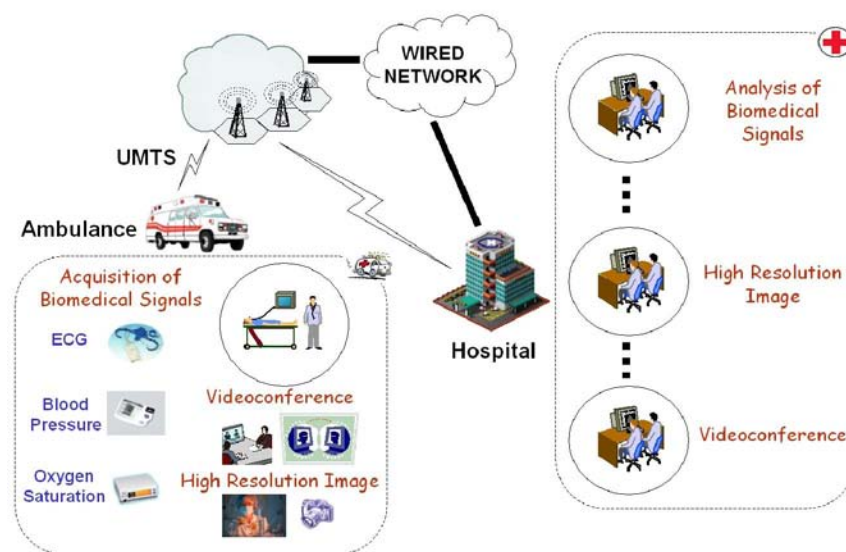 WIRED
NETWORK
UMTS
Ambulance
Acquisition of
Biomedical Signals
ECG
Blood
Pressure
Oxygen
Saturation
Videoconference
High Resolution Image
Hospital
Analysis of
Biomedical
Signals
High Resolution
Image
Videoconference